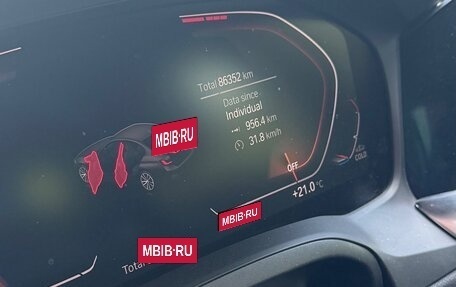 Total 86352 km
Data since
Individual
956.4 km
31.8 km/h
OFF
COLD
+21.0 °C
MBIB·RU
MBIB·RU
MBIB·RU
Total